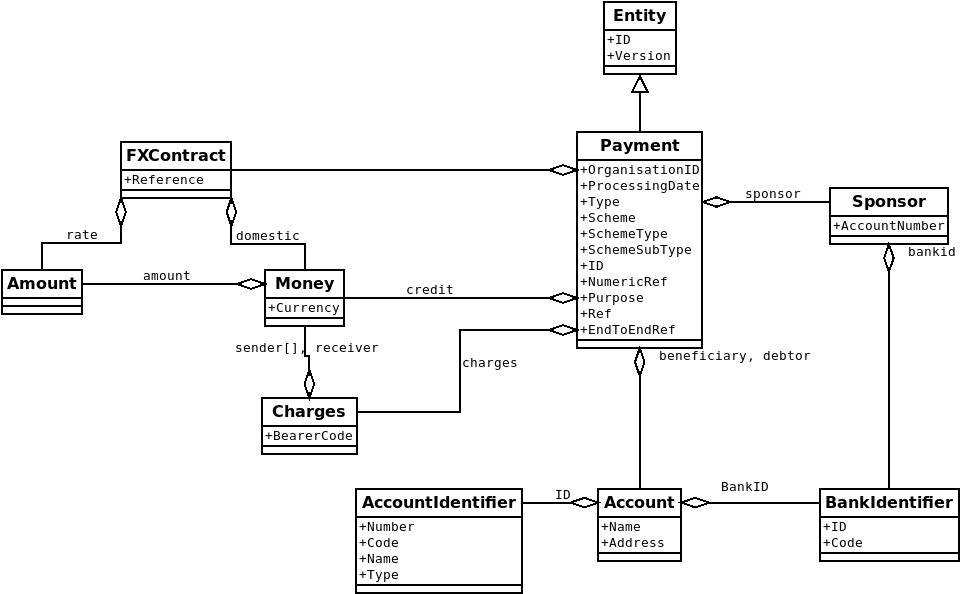 Entity
+ID
+Version
FXContract
+Reference
Payment
+OrganisationID
+ProcessingDate
+Type
+Scheme
+SchemeType
+SchemeSubType
+ID
+NumericRef
+Purpose
+Ref
+EndToEndRef
sponsor
Sponsor
+AccountNumber
bankid
rate
domestic
Amount
amount
Money
+Currency
credit
sender[], receiver
charges
beneficiary, debtor
Charges
+BearerCode
AccountIdentifier
+Number
+Code
+Name
+Type
ID
Account
+Name
+Address
BankID
BankIdentifier
+ID
+Code